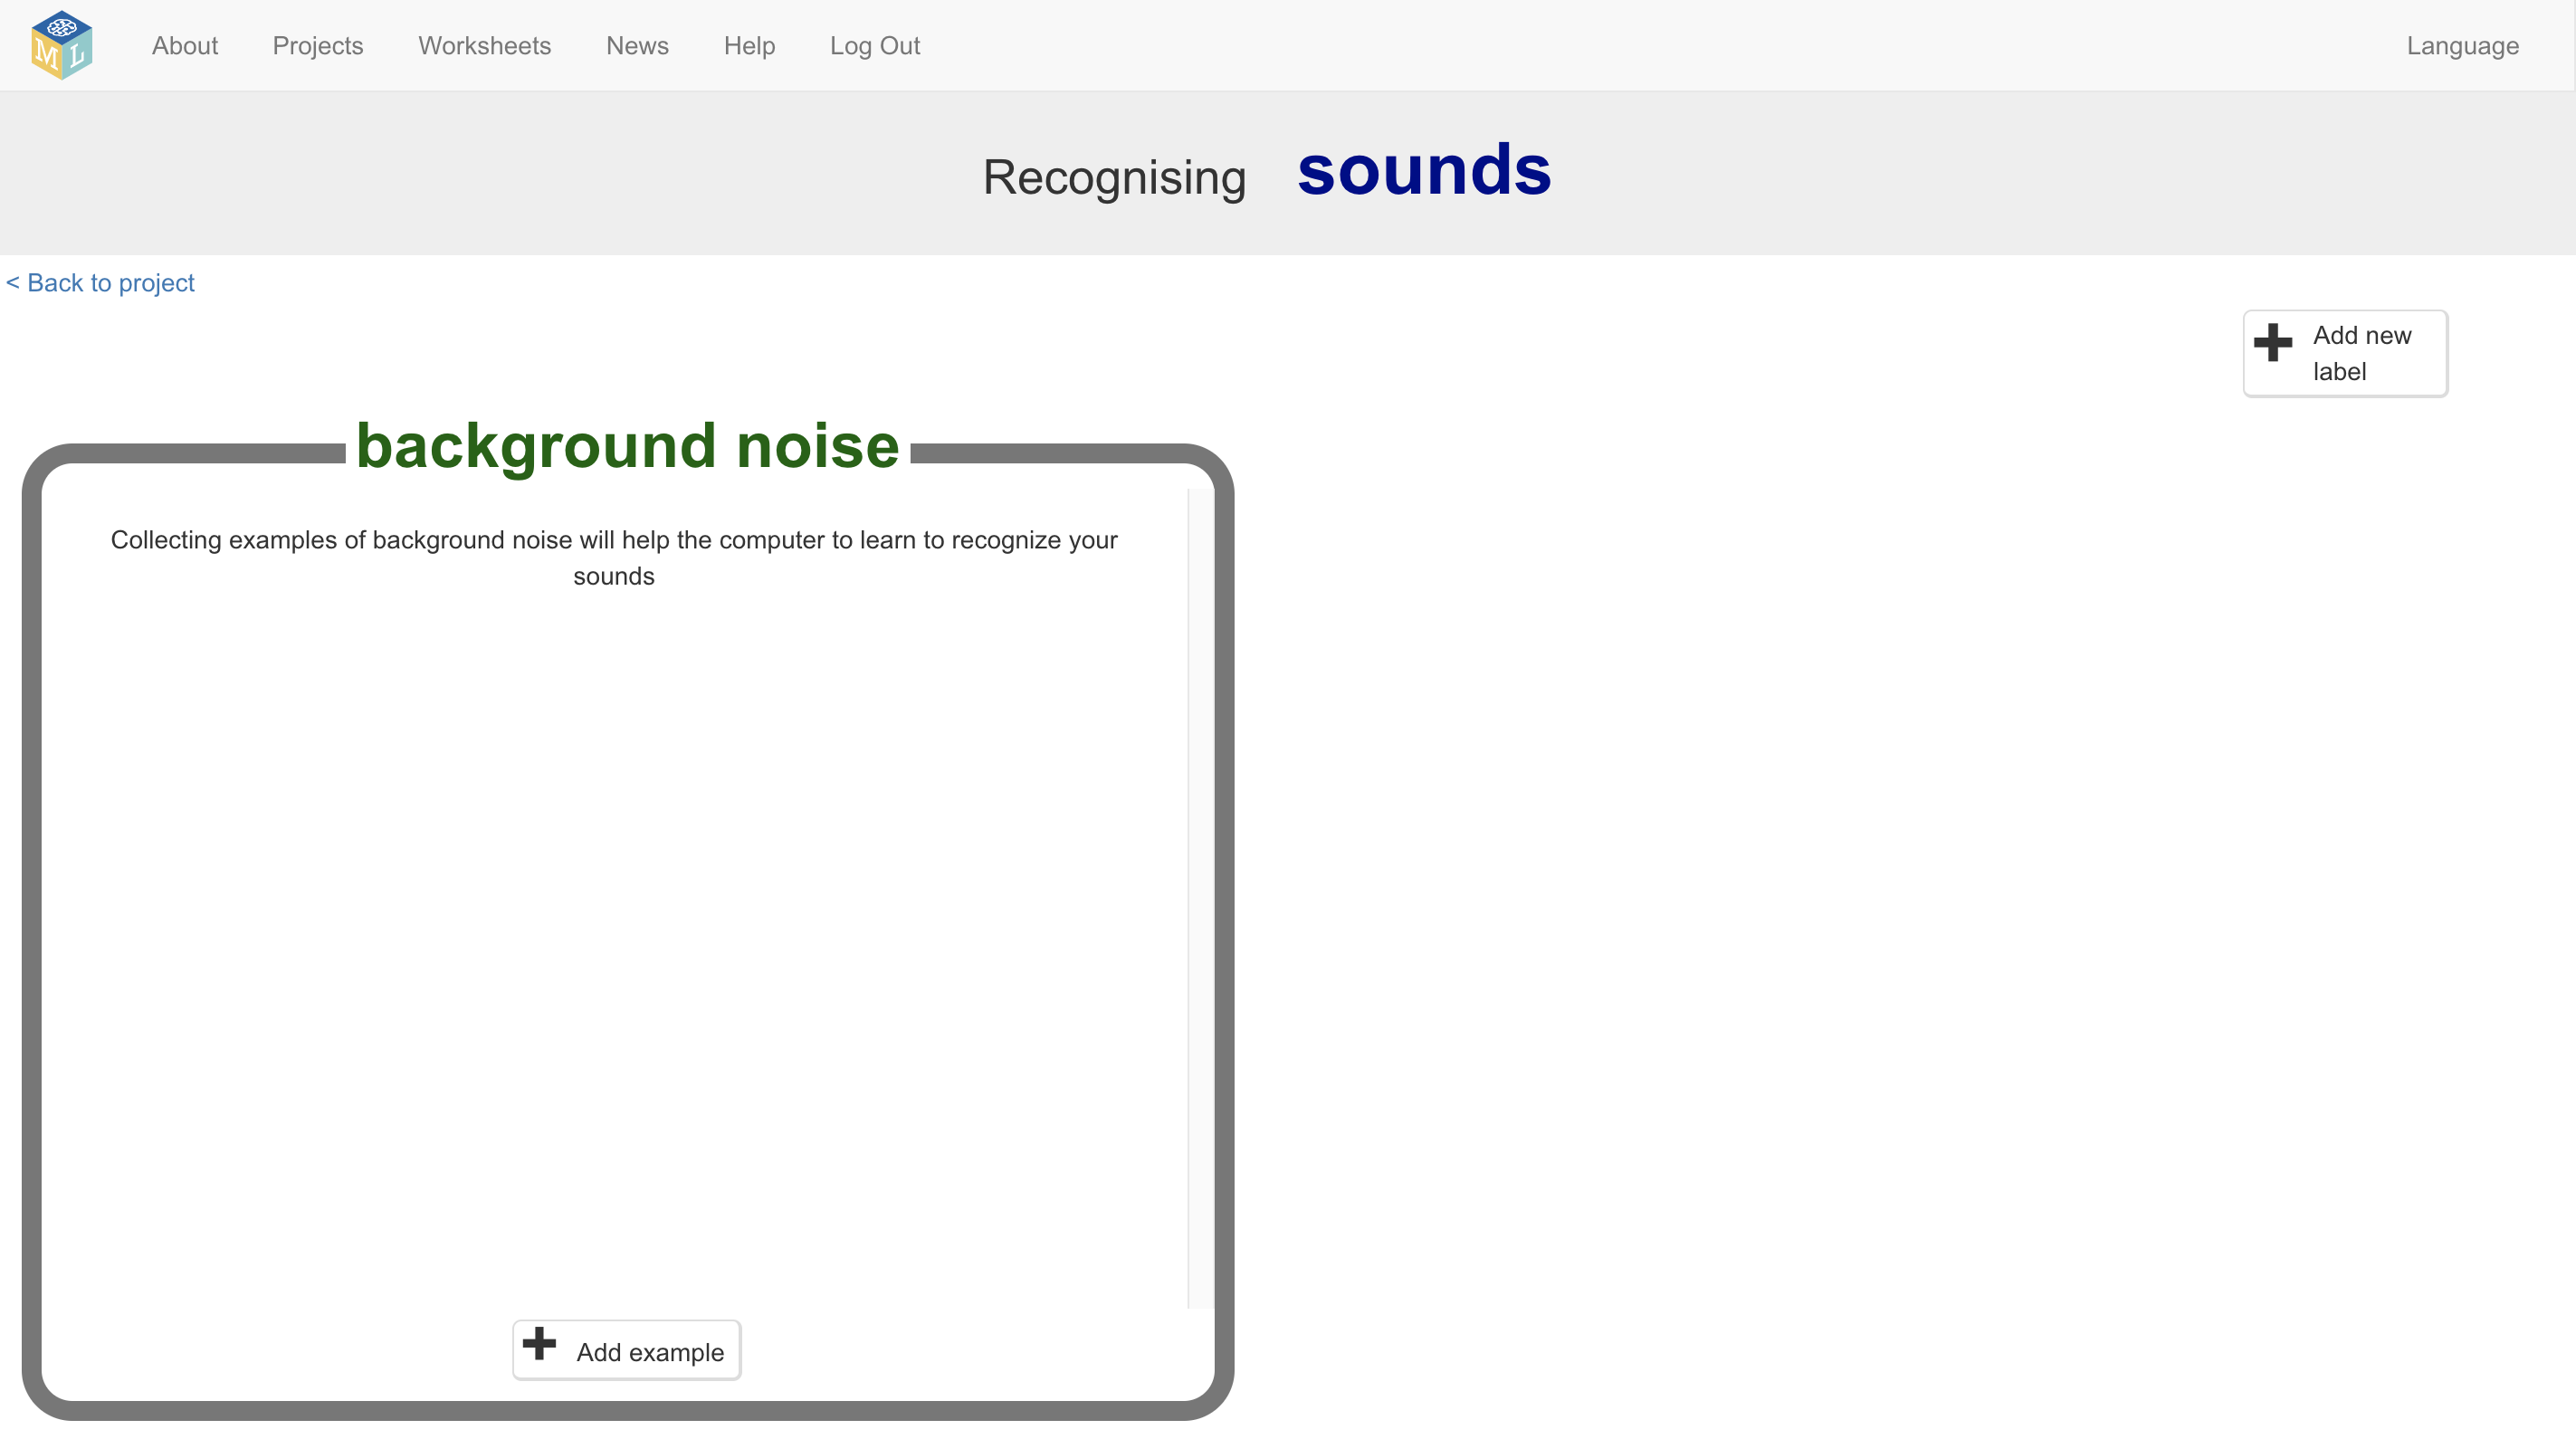 M L
About Projects Worksheets News Help Log Out Language
Recognising sounds
< Back to project
Add new
label
background noise
Collecting examples of background noise will help the computer to learn to recognize your
sounds
Add example